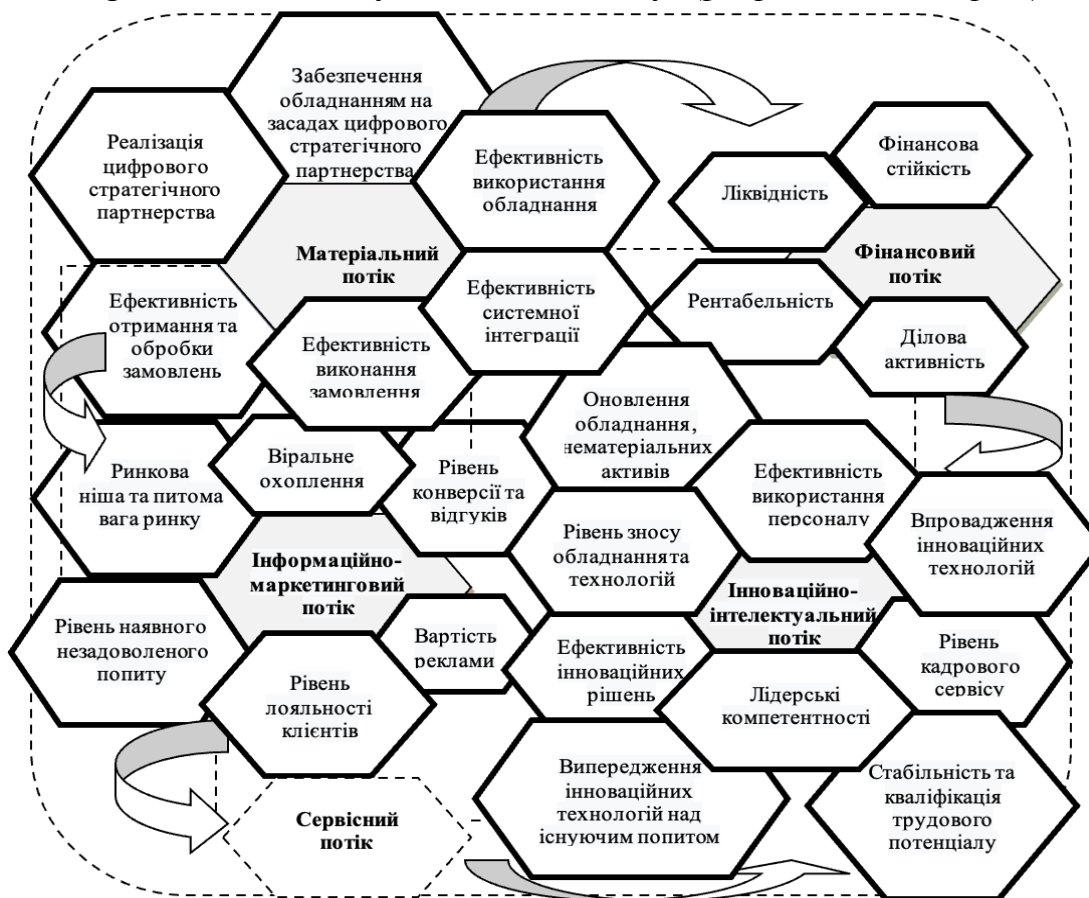 Забезпечення
обладнанням на
засадах цифрового
стратегічного
партнерства
Реалізація
цифрового
стратегічного
партнерства
Ефективність
використання
обладнання
Ліквідність
Фінансова
стійкість
Матеріальний
потік
Фінансовий
потік
Ефективність
отримання та
обробки
замовлень
Ефективність
виконання
замовлення
Ефективність
системної
інтеграції
Рентабельність
Ділова
активність
Оновлення
обладнання,
нематеріальних
активів
Ринкова
ніша та питома
вага ринку
Віральне
охоплення
Рівень
конверсії та
відгуків
Ефективність
використання
персоналу
Рівень зносу
обладнання та
технологій
Впровадження
інноваційних
технологій
Інформаційно-
маркетинговий
потік
Інноваційно-
інтелектуальний
потік
Рівень наявного
незадоволеного
попиту
Рівень
лояльності
клієнтів
Вартість
реклами
Ефективність
інноваційних
рішень
Лідерські
компетентності
Рівень
кадрового
сервісу
Сервісний
потік
Випередження
інноваційних
технологій над
існуючим попитом
Стабільність та
кваліфікація
трудового
потенціалу